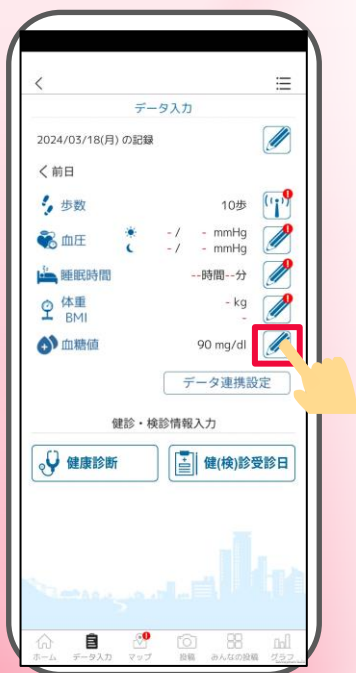 データ入力
2024/03/18(月) の記録
前日
歩数 10歩
血圧 - / - mmHg
- / - mmHg
睡眠時間 --時間--分
体重 - kg
BMI -
血糖値 90 mg/dl
データ連携設定
健診・検診情報入力
健康診断 健(検)診受診日
ホーム データ入力 マップ 投稿 みんなの投稿 グラフ